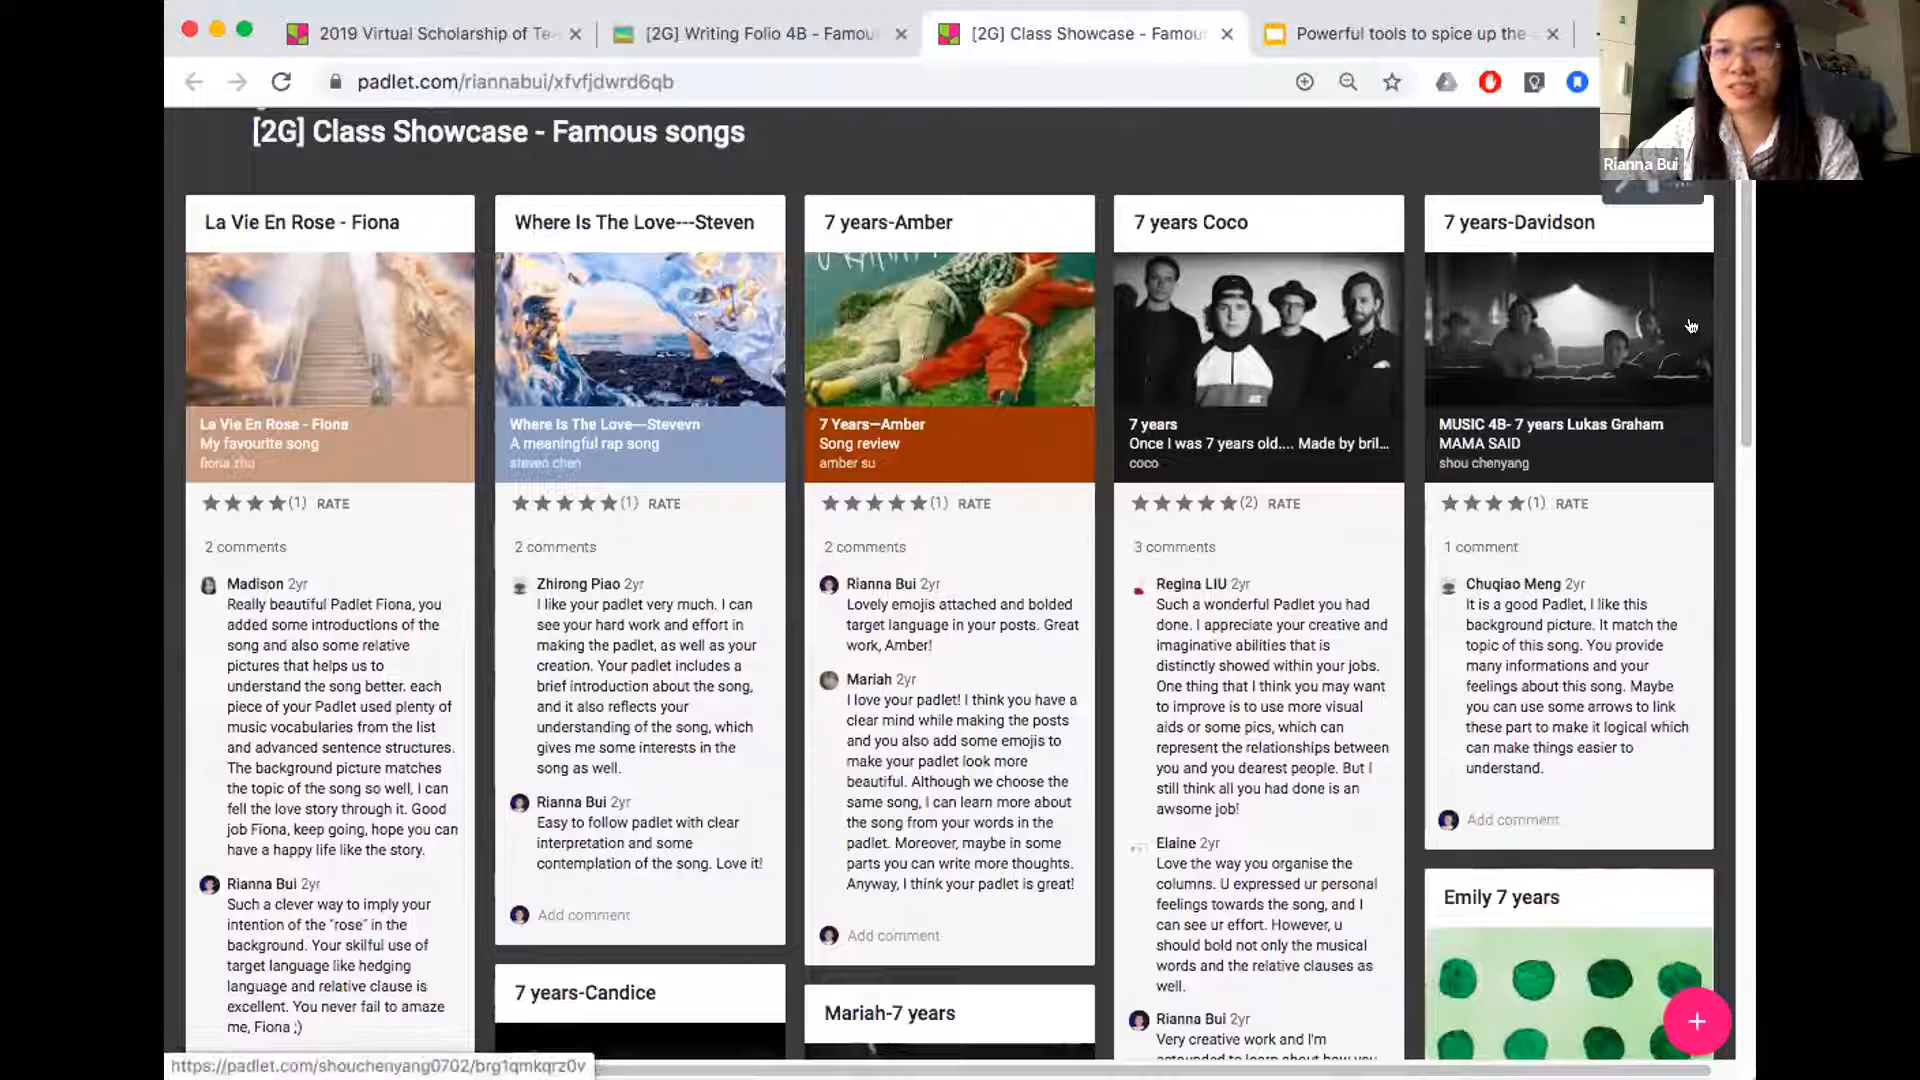 2019 Virtual Scholarship of Te
[2G] Writing Folio 4B - Famou
[2G] Class Showcase - Famou
Powerful tools to spice up the
padlet.com/riannabui/xfvfjdwrd6qb
Rianna Bui
[2G] Class Showcase - Famous songs
La Vie En Rose - Fiona
La Vie En Rose - Fiona
My favourite song
fiona zhu
★★★★(1) RATE
2 comments
Madison 2yr
Really beautiful Padlet Fiona, you
added some introductions of the
song and also some relative
pictures that helps us to
understand the song better. each
piece of your Padlet used plenty of
music vocabularies from the list
and advanced sentence structures.
The background picture matches
the topic of the song so well, I can
fell the love story through it. Good
job Fiona, keep going, hope you can
have a happy life like the story.
Rianna Bui 2yr
Such a clever way to imply your
intention of the "rose" in the
background. Your skilful use of
target language like hedging
language and relative clause is
excellent. You never fail to amaze
me, Fiona ;)
Where Is The Love---Steven
Where Is The Love—Stevevn
A meaningful rap song
steven chen
★★★★★(1) RATE
2 comments
Zhirong Piao 2yr
I like your padlet very much. I can
see your hard work and effort in
making the padlet, as well as your
creation. Your padlet includes a
brief introduction about the song,
and it also reflects your
understanding of the song, which
gives me some interests in the
song as well.
Rianna Bui 2yr
Easy to follow padlet with clear
interpretation and some
contemplation of the song. Love it!
Add comment
7 years-Candice
7 years-Amber
7 Years—Amber
Song review
amber su
★★★★★(1) RATE
2 comments
Rianna Bui 2yr
Lovely emojis attached and bolded
target language in your posts. Great
work, Amber!
Mariah 2yr
I love your padlet! I think you have a
clear mind while making the posts
and you also add some emojis to
make your padlet look more
beautiful. Although we choose the
same song, I can learn more about
the song from your words in the
padlet. Moreover, maybe in some
parts you can write more thoughts.
Anyway, I think your padlet is great!
Add comment
Mariah-7 years
7 years Coco
7 years
Once I was 7 years old.... Made by bril...
coco
★★★★★(2) RATE
3 comments
Regina LIU 2yr
Such a wonderful Padlet you had
done. I appreciate your creative and
imaginative abilities that is
distinctly showed within your jobs.
One thing that I think you may want
to improve is to use more visual
aids or some pics, which can
represent the relationships between
you and you dearest people. But I
still think all you had done is an
awsome job!
Elaine 2yr
Love the way you organise the
columns. U expressed ur personal
feelings towards the song, and I
can see ur effort. However, u
should bold not only the musical
words and the relative clauses as
well.
Rianna Bui 2yr
Very creative work and I'm
astounded to learn about how you
7 years-Davidson
MUSIC 4B- 7 years Lukas Graham
MAMA SAID
shou chenyang
★★★★(1) RATE
1 comment
Chuqiao Meng 2yr
It is a good Padlet, I like this
background picture. It match the
topic of this song. You provide
many informations and your
feelings about this song. Maybe
you can use some arrows to link
these part to make it logical which
can make things easier to
understand.
Add comment
Emily 7 years
+
https://padlet.com/shouchenyang0702/brg1qmkqrz0v